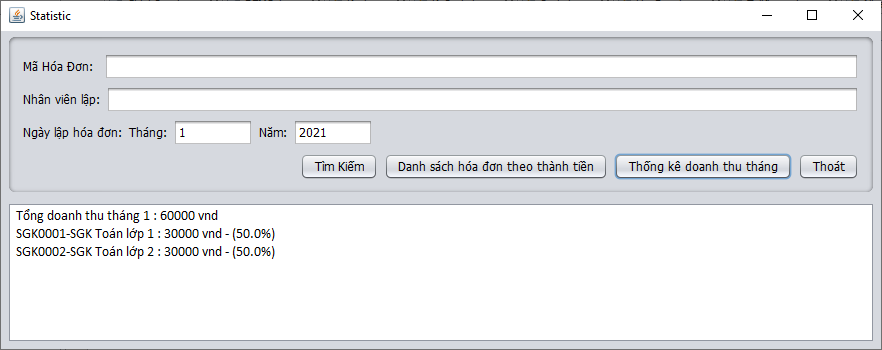 Statistic
Mã Hóa Đơn:
Nhân viên lập:
Ngày lập hóa đơn: Tháng: 1 Năm: 2021
Tìm Kiếm Danh sách hóa đơn theo thành tiền Thống kê doanh thu tháng Thoát
Tổng doanh thu tháng 1 : 60000 vnd
SGK0001-SGK Toán lớp 1 : 30000 vnd - (50.0%)
SGK0002-SGK Toán lớp 2 : 30000 vnd - (50.0%)